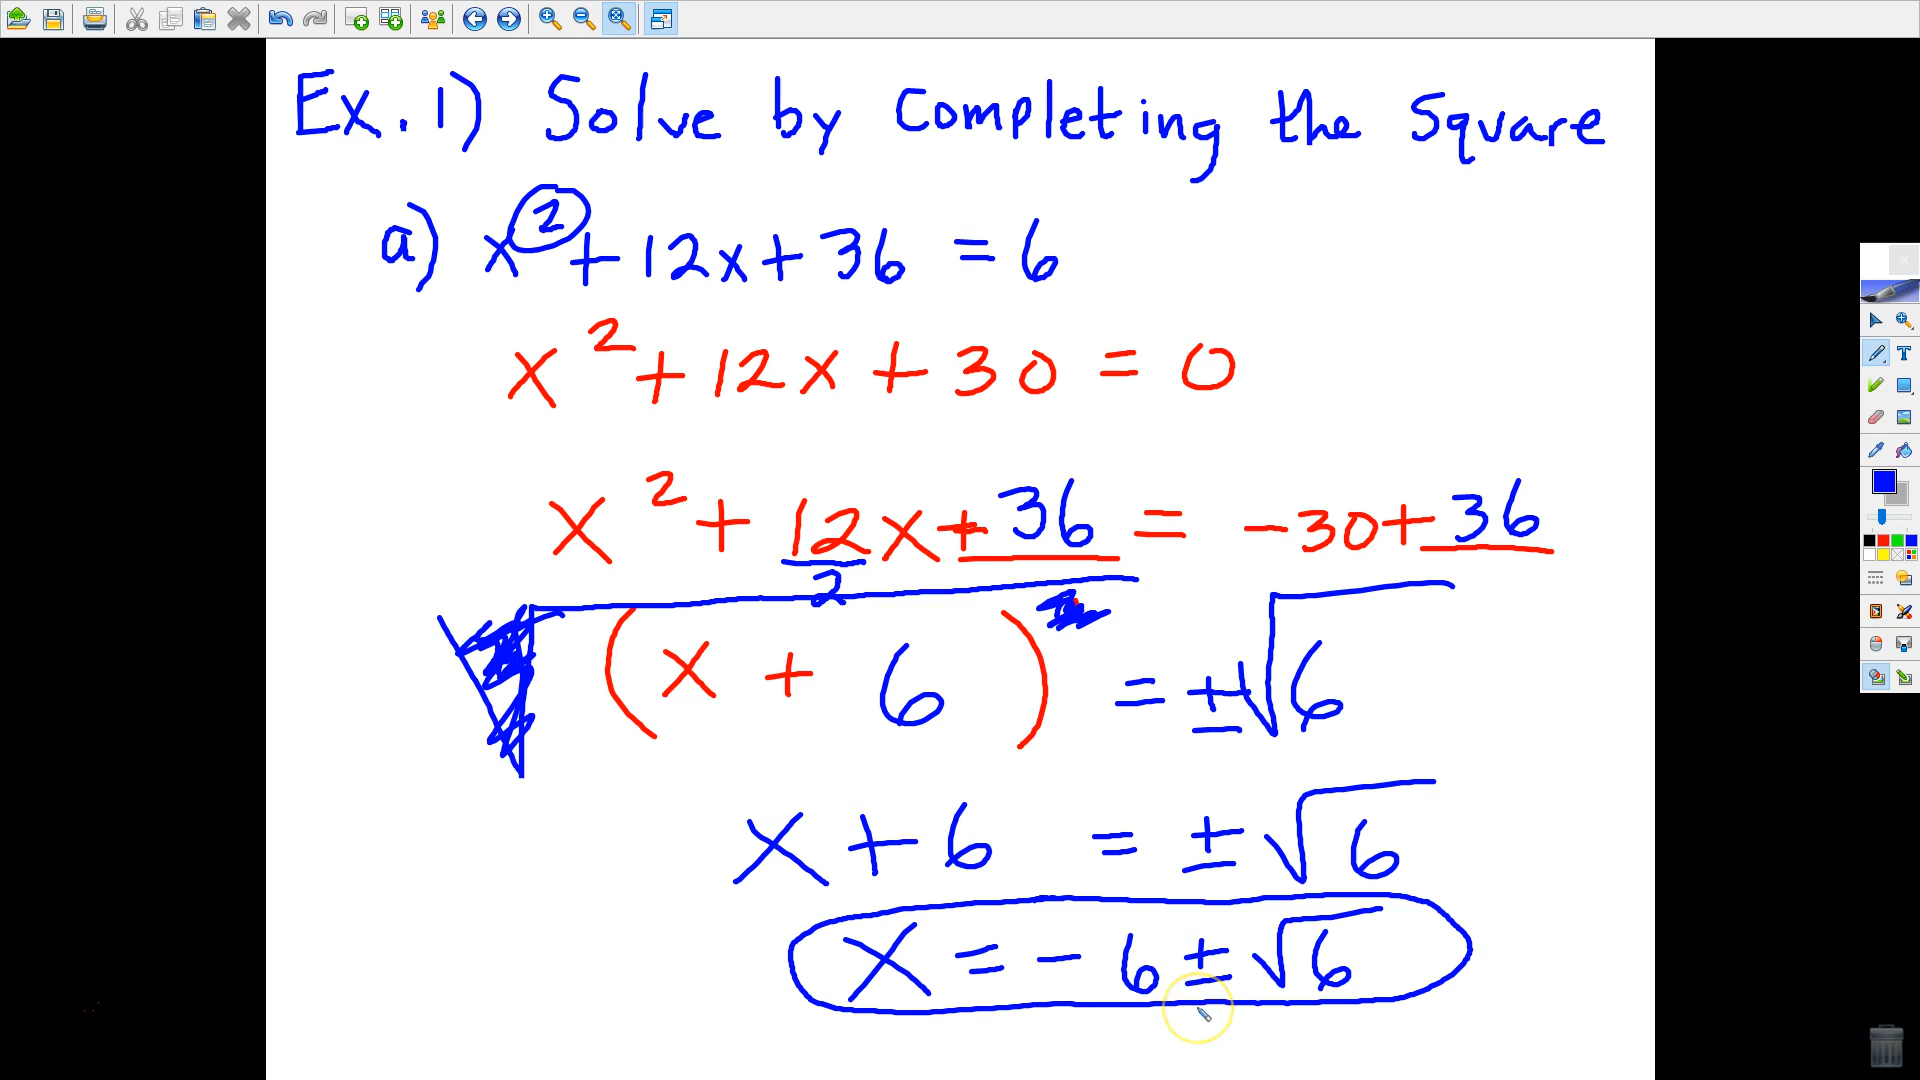 Ex. 1) Solve by Completing the Square
a) x² + 12x + 36 = 6
x² + 12x + 30 = 0
x² + 12x + 36 = -30 + 36
2
√(x + 6) = ±√6
x + 6 = ±√6
x = -6 ± √6